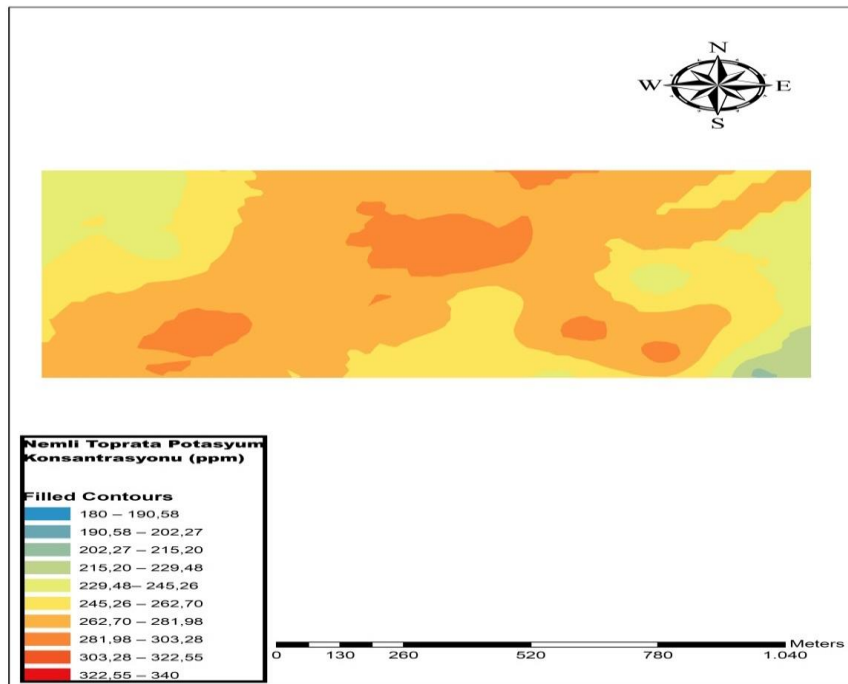 N
W E
S
Nemli Toprata Potasyum
Konsantrasyonu (ppm)
Filled Contours
180 – 190,58
190,58 – 202,27
202,27 – 215,20
215,20 – 229,48
229,48– 245,26
245,26 – 262,70
262,70 – 281,98
281,98 – 303,28
303,28 – 322,55
322,55 – 340
Meters
0 130 260 520 780 1.040